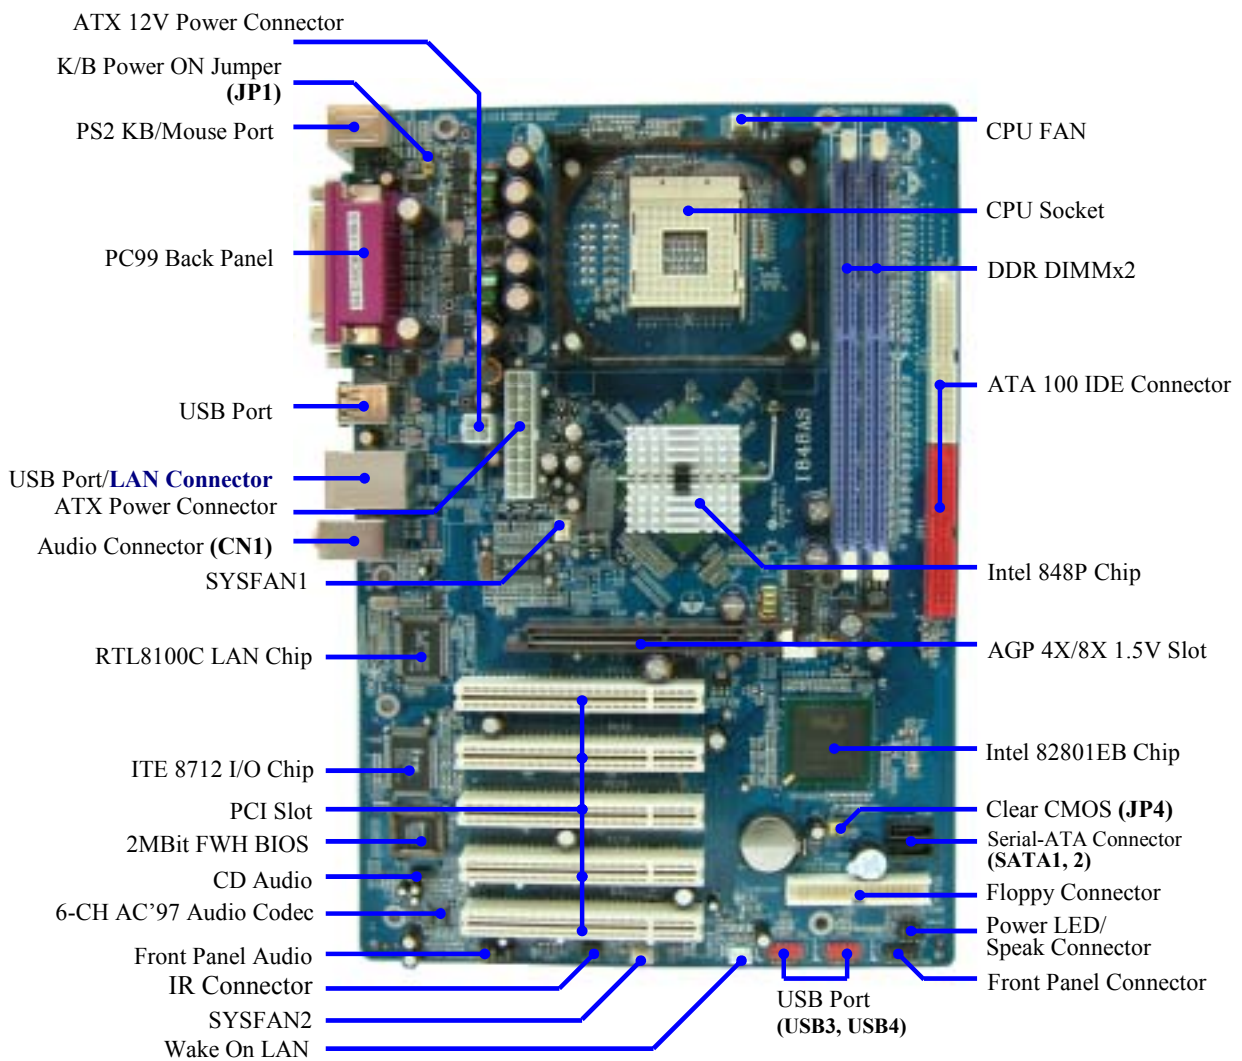 ATX 12V Power Connector
K/B Power ON Jumper
(JP1)
PS2 KB/Mouse Port
PC99 Back Panel
USB Port
USB Port/LAN Connector
ATX Power Connector
Audio Connector (CN1)
SYSFAN1
RTL8100C LAN Chip
ITE 8712 I/O Chip
PCI Slot
2MBit FWH BIOS
CD Audio
6-CH AC’97 Audio Codec
Front Panel Audio
IR Connector
SYSFAN2
Wake On LAN
CPU FAN
CPU Socket
DDR DIMMx2
ATA 100 IDE Connector
I848AS
Intel 848P Chip
AGP 4X/8X 1.5V Slot
Intel 82801EB Chip
Clear CMOS (JP4)
Serial-ATA Connector
(SATA1, 2)
Floppy Connector
Power LED/
Speak Connector
Front Panel Connector
USB Port
(USB3, USB4)